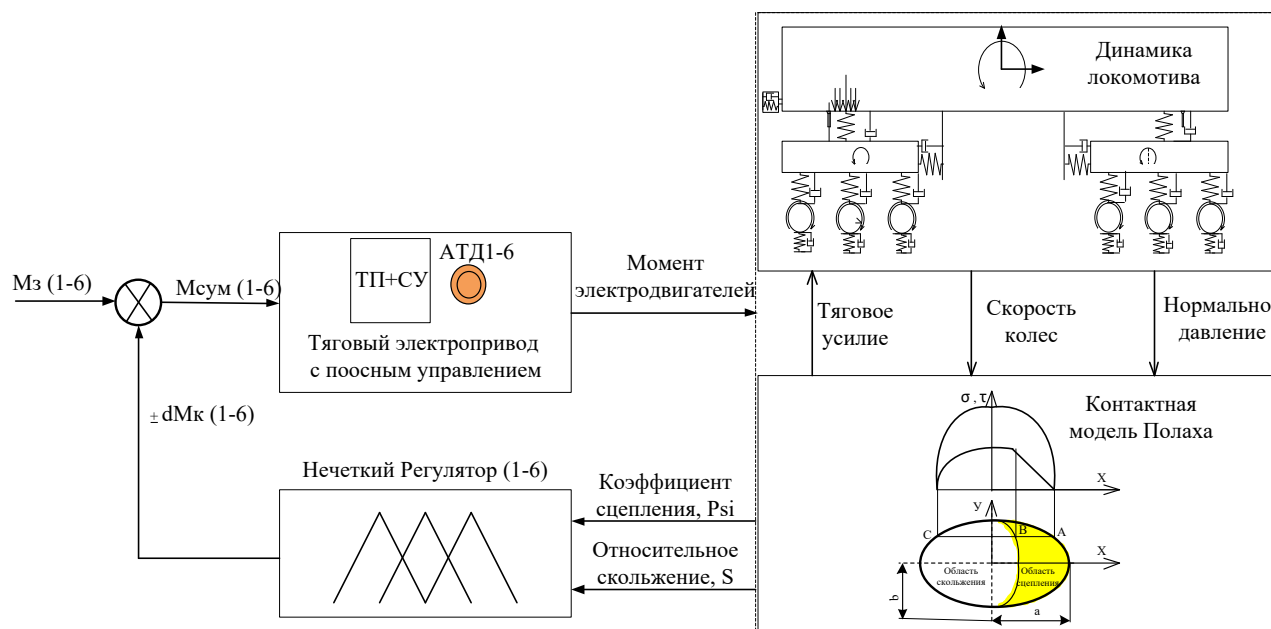 Динамика
локомотива
Мз (1-6)
Мсум (1-6)
ТП+СУ
АТД1-6
Тяговый электропривод
с поосным управлением
Момент
электродвигателей
Тяговое
усилие
Скорость
колес
Нормально
давление
± dМк (1-6)
Нечеткий Регулятор (1-6)
Коэффициент
сцепления, Psi
Относительное
скольжение, S
Контактная
модель Полаха
σ, τ
X
У
C
B
A
X
Область
скольжения
Область
сцепления
b
a